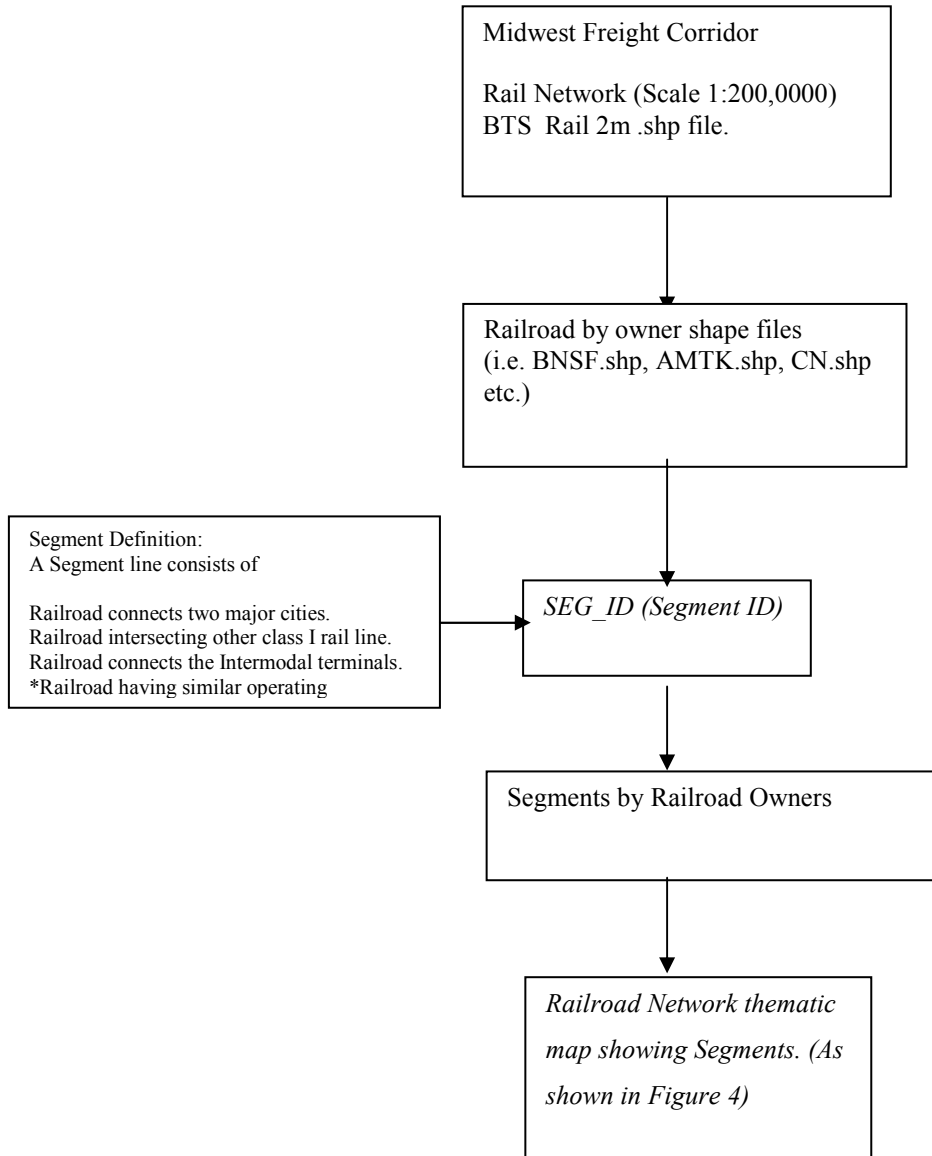 Midwest Freight Corridor
Rail Network (Scale 1:200,0000)
BTS  Rail 2m .shp file.
Railroad by owner shape files
(i.e. BNSF.shp, AMTK.shp, CN.shp
etc.)
Segment Definition:
A Segment line consists of
Railroad connects two major cities.
Railroad intersecting other class I rail line.
Railroad connects the Intermodal terminals.
*Railroad having similar operating
SEG_ID (Segment ID)
Segments by Railroad Owners
Railroad Network thematic
map showing Segments. (As
shown in Figure 4)